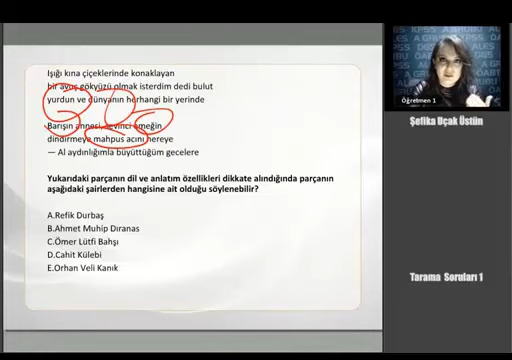 Işığı kına çiçeklerinde konaklayan
bir avuç gökyüzü olmak isterdim dedi bulut
yurdun ve dünyanın herhangi bir yerinde
Barışın annesi, sevinci emeğin
dindirmeye mahpus acını nereye
— Al aydınlığımla büyüttüğüm gecelere
Yukarıdaki parçanın dil ve anlatım özellikleri dikkate alındığında parçanın
aşağıdaki şairlerden hangisine ait olduğu söylenebilir?
A.Refik Durbaş
B.Ahmet Muhip Dıranas
C.Ömer Lütfi Bahşı
D.Cahit Külebi
E.Orhan Veli Kanık
Öğretmen 1
Şefika Uçak Üstün
Tarama Soruları 1